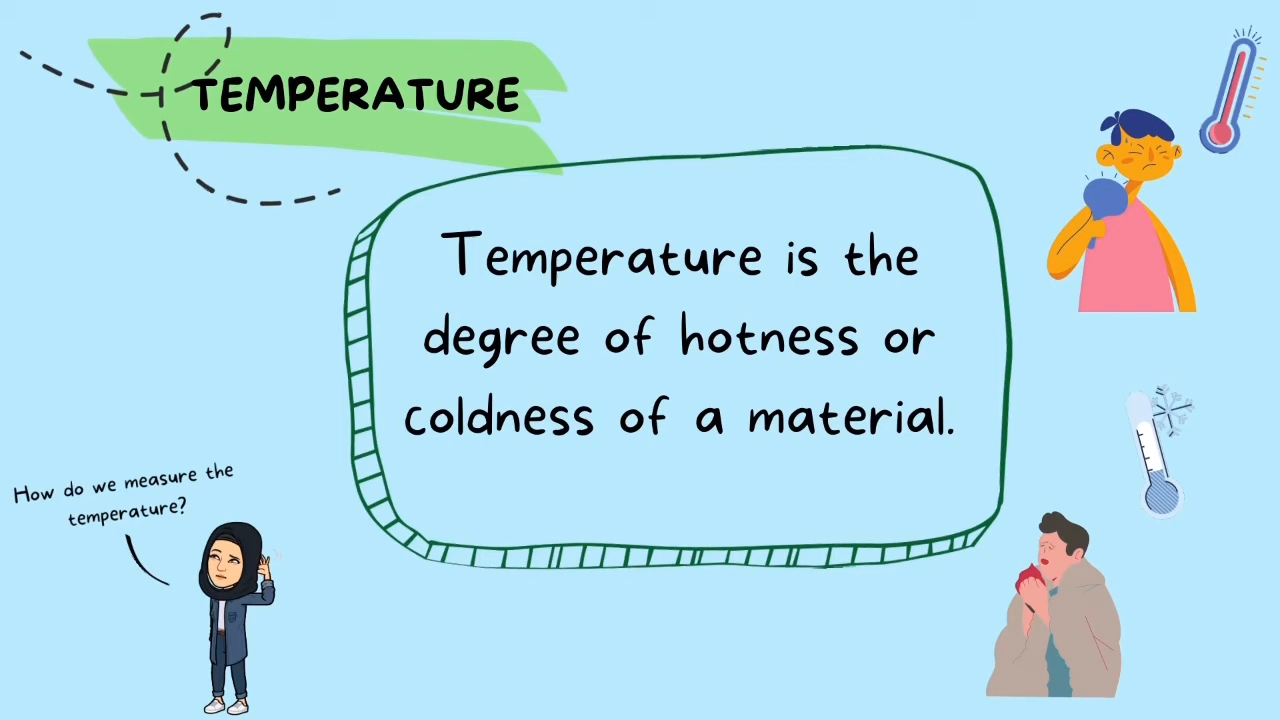 TEMPERATURE
Temperature is the
degree of hotness or
coldness of a material.
How do we measure the
temperature?